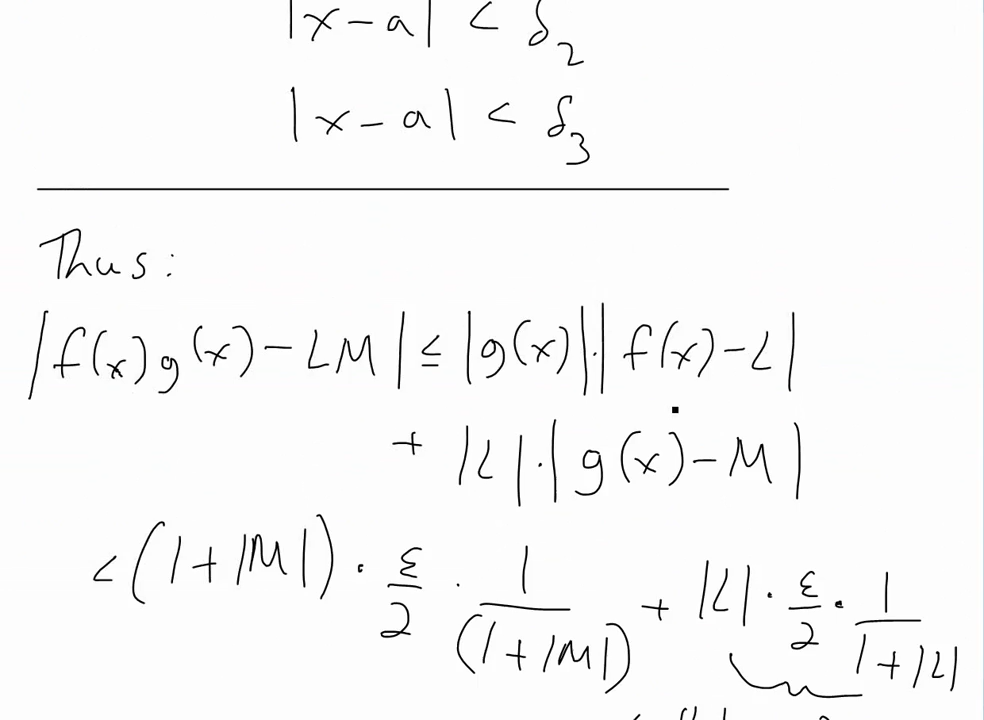 |x-a| < δ₂
|x-a| < δ₃
Thus:
|f(x)g(x)-LM| ≤ |g(x)|·|f(x)-L|
+ |L|·|g(x)-M|
<(1+|M|)·ε/2·1/(1+|M|) + |L|·ε/2·1/1+|L|